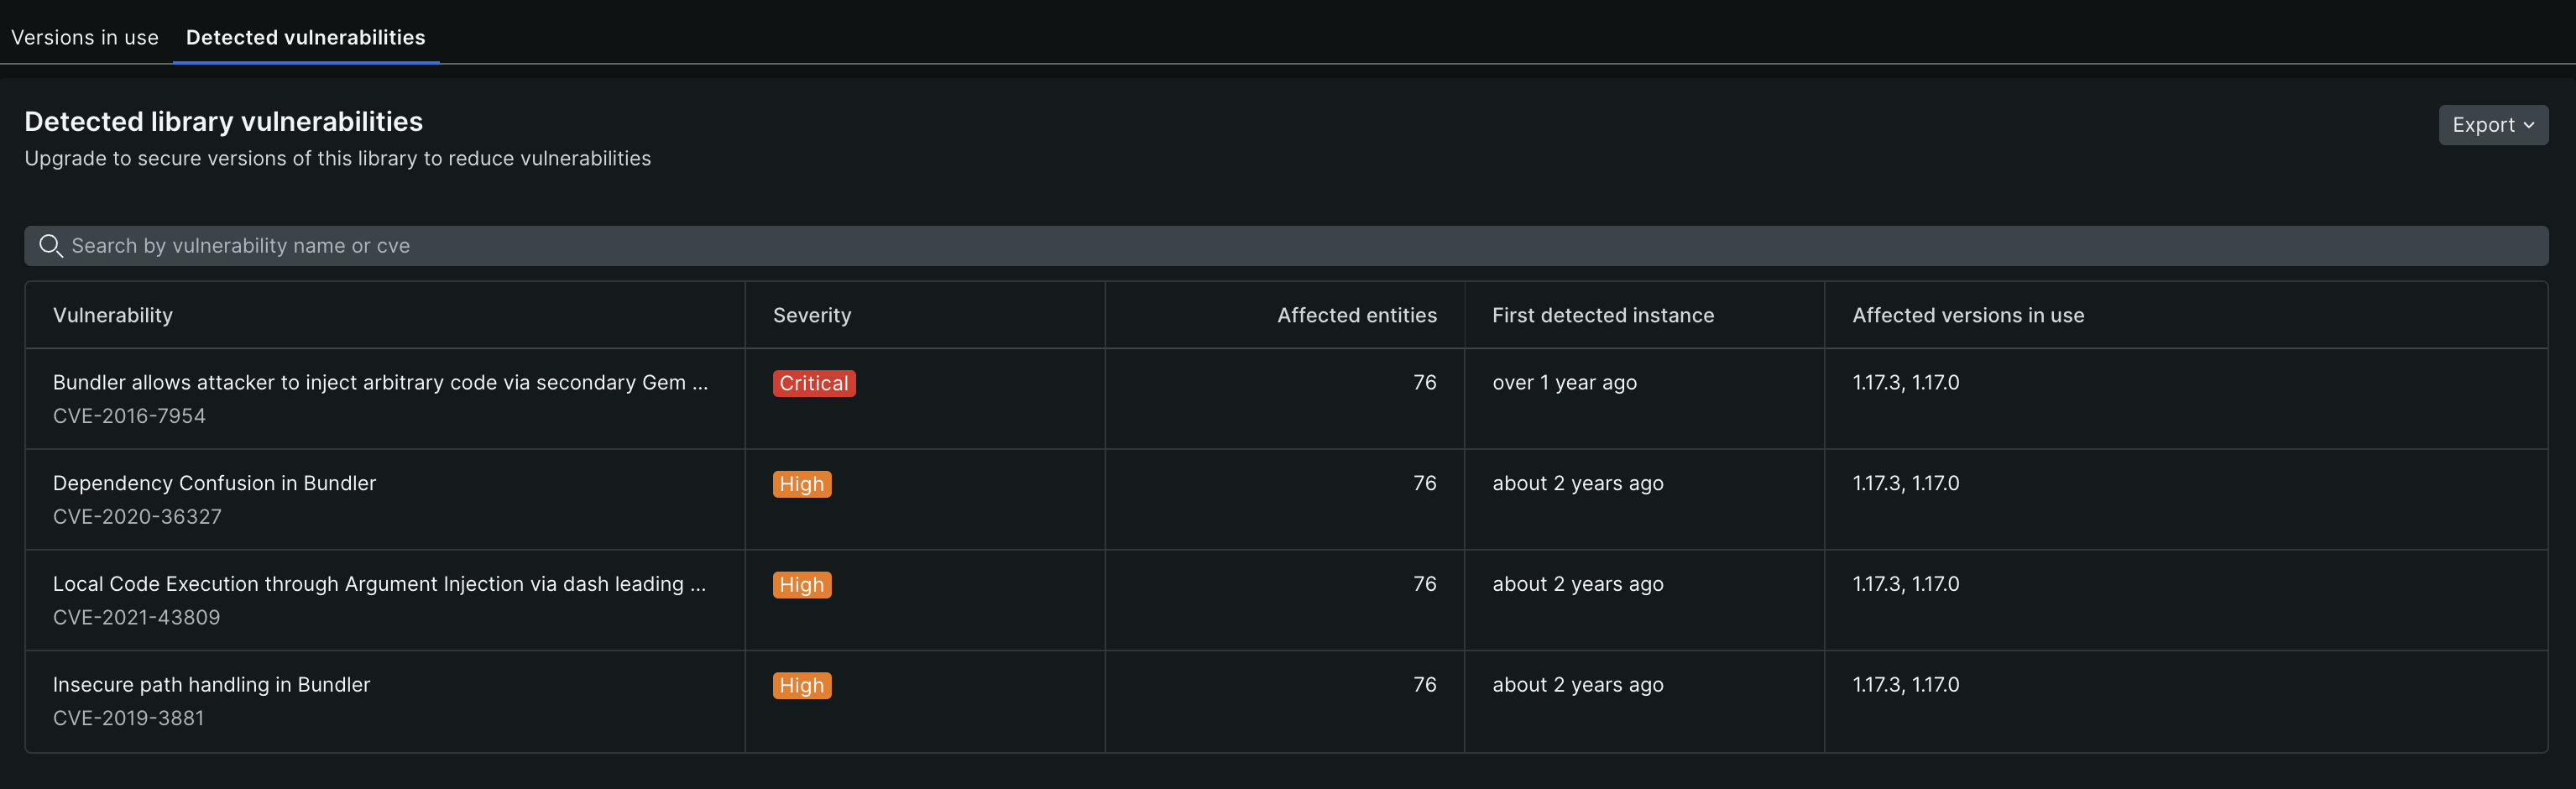 Versions in use Detected vulnerabilities
Detected library vulnerabilities
Export
Upgrade to secure versions of this library to reduce vulnerabilities
Search by vulnerability name or cve
Vulnerability Severity Affected entities First detected instance Affected versions in use
Bundler allows attacker to inject arbitrary code via secondary Gem ... Critical 76 over 1 year ago 1.17.3, 1.17.0
CVE-2016-7954
Dependency Confusion in Bundler High 76 about 2 years ago 1.17.3, 1.17.0
CVE-2020-36327
Local Code Execution through Argument Injection via dash leading ... High 76 about 2 years ago 1.17.3, 1.17.0
CVE-2021-43809
Insecure path handling in Bundler High 76 about 2 years ago 1.17.3, 1.17.0
CVE-2019-3881